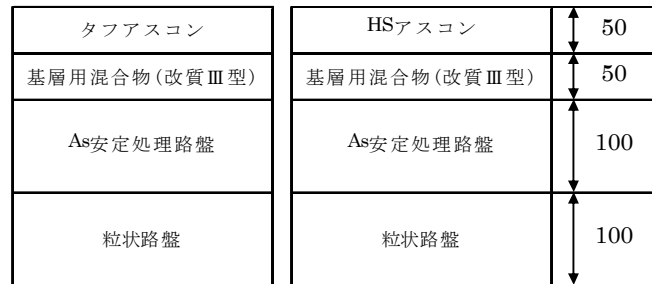 タフアスコン HSアスコン 50
基層用混合物(改質Ⅲ型) 基層用混合物(改質Ⅲ型) 50
As安定処理路盤 As安定処理路盤 100
粒状路盤 粒状路盤 100